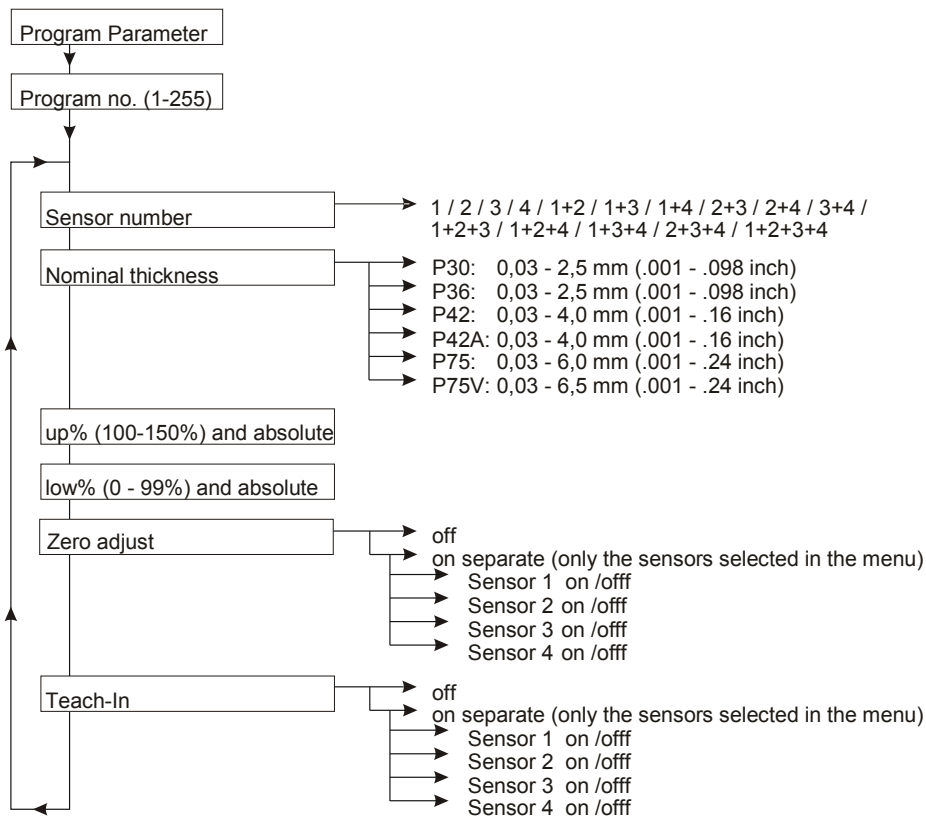 Program Parameter
Program no. (1-255)
Sensor number
1 / 2 / 3 / 4 / 1+2 / 1+3 / 1+4 / 2+3 / 2+4 / 3+4 /
1+2+3 / 1+2+4 / 1+3+4 / 2+3+4 / 1+2+3+4
Nominal thickness
P30: 0,03 - 2,5 mm (.001 - .098 inch)
P36: 0,03 - 2,5 mm (.001 - .098 inch)
P42: 0,03 - 4,0 mm (.001 - .16 inch)
P42A: 0,03 - 4,0 mm (.001 - .16 inch)
P75: 0,03 - 6,0 mm (.001 - .24 inch)
P75V: 0,03 - 6,5 mm (.001 - .24 inch)
up% (100-150%) and absolute
low% (0 - 99%) and absolute
Zero adjust
off
on separate (only the sensors selected in the menu)
Sensor 1 on /offf
Sensor 2 on /offf
Sensor 3 on /offf
Sensor 4 on /offf
Teach-In
off
on separate (only the sensors selected in the menu)
Sensor 1 on /offf
Sensor 2 on /offf
Sensor 3 on /offf
Sensor 4 on /offf